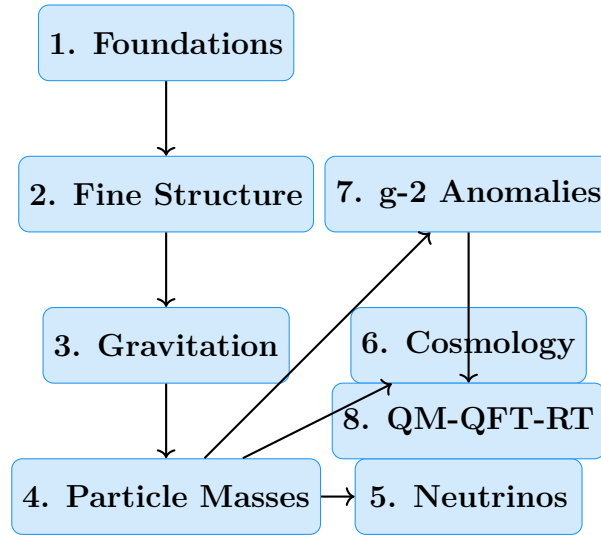 1. Foundations
2. Fine Structure
7. g-2 Anomalies
3. Gravitation
6. Cosmology
8. QM-QFT-RT
4. Particle Masses
5. Neutrinos